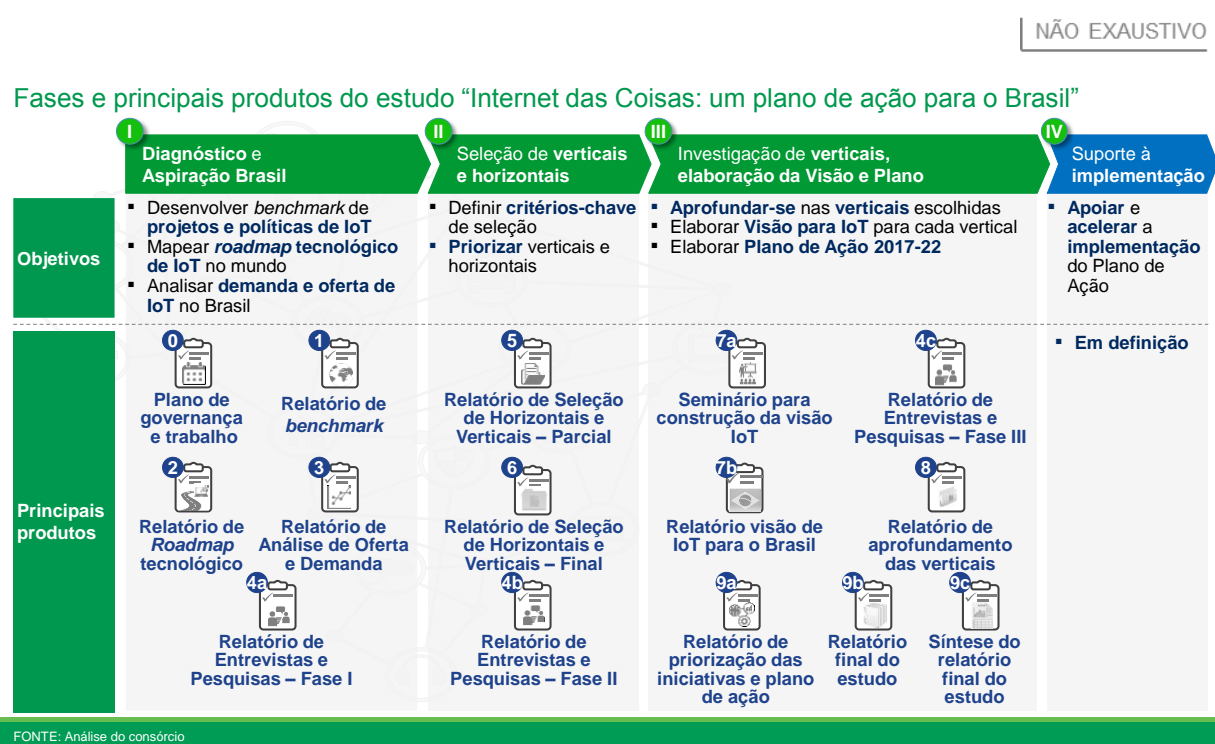 NÃO EXAUSTIVO
Fases e principais produtos do estudo “Internet das Coisas: um plano de ação para o Brasil”
I
Diagnóstico e
Aspiração Brasil
II
Seleção de verticais
e horizontais
III
Investigação de verticais,
elaboração da Visão e Plano
IV
Suporte à
implementação
Objetivos
▪ Desenvolver benchmark de
projetos e políticas de IoT
▪ Mapear roadmap tecnológico
de IoT no mundo
▪ Analisar demanda e oferta de
IoT no Brasil
▪ Definir critérios-chave
de seleção
▪ Priorizar verticais e
horizontais
▪ Aprofundar-se nas verticais escolhidas
▪ Elaborar Visão para IoT para cada vertical
▪ Elaborar Plano de Ação 2017-22
▪ Apoiar e
acelerar a
implementação
do Plano de
Ação
Principais
produtos
0
Plano de
governança
e trabalho
1
Relatório de
benchmark
2
Relatório de
Roadmap
tecnológico
3
Relatório de
Análise de Oferta
e Demanda
4a
Relatório de
Entrevistas e
Pesquisas – Fase I
5
Relatório de Seleção
de Horizontais e
Verticais – Parcial
6
Relatório de Seleção
de Horizontais e
Verticais – Final
4b
Relatório de
Entrevistas e
Pesquisas – Fase II
7a
Seminário para
construção da visão
IoT
4c
Relatório de
Entrevistas e
Pesquisas – Fase III
7b
Relatório visão de
IoT para o Brasil
8
Relatório de
aprofundamento
das verticais
9a
Relatório de
priorização das
iniciativas e plano
de ação
9b
Relatório
final do
estudo
9c
Síntese do
relatório
final do
estudo
▪ Em definição
FONTE: Análise do consórcio